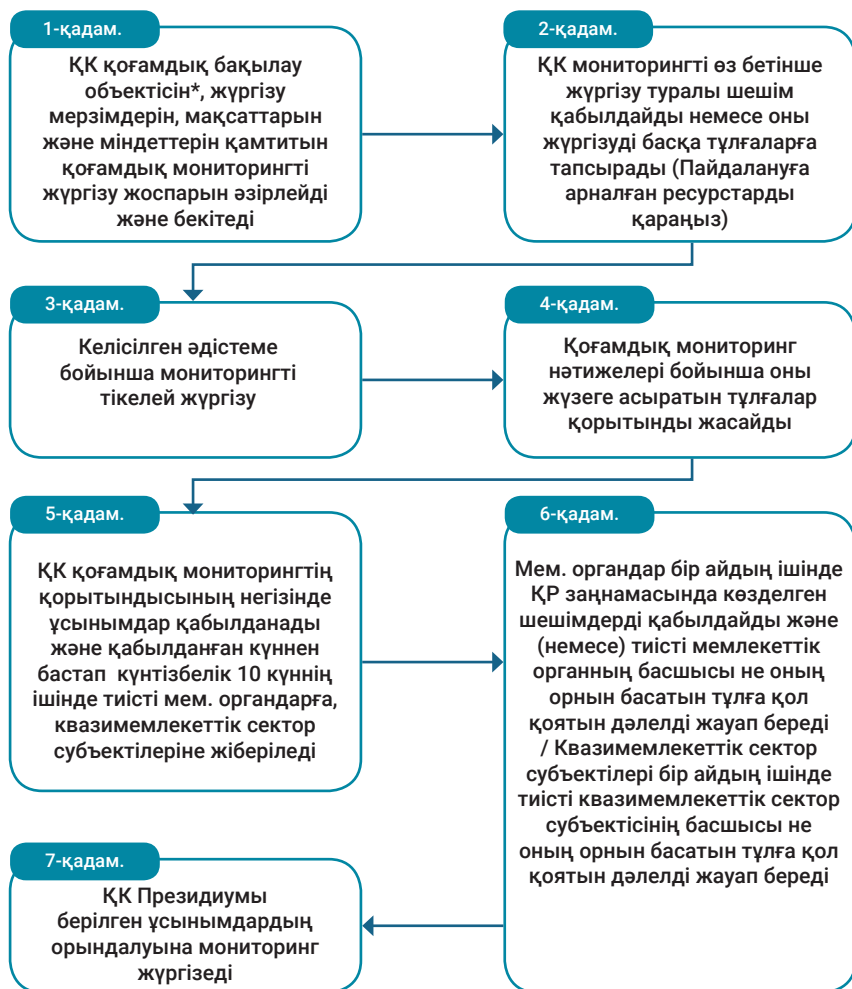 1-қадам.
ҚК қоғамдық бақылау
объектісін*, жүргізу
мерзімдерін, мақсаттарын
және міндеттерін қамтитын
қоғамдық мониторингті
жүргізу жоспарын әзірлейді
және бекітеді
2-қадам.
ҚК мониторингті өз бетінше
жүргізу туралы шешім
қабылдайды немесе оны
жүргізуді басқа тұлғаларға
тапсырады (Пайдалануға
арналған ресурстарды
қараңыз)
3-қадам.
Келісілген әдістеме
бойынша мониторингті
тікелей жүргізу
4-қадам.
Қоғамдық мониторинг
нәтижелері бойынша оны
жүзеге асыратын тұлғалар
қорытынды жасайды
5-қадам.
ҚК қоғамдық мониторингтің
қорытындысының негізінде
ұсынымдар қабылданады
және қабылданған күннен
бастап күнтізбелік 10 күннің
ішінде тиісті мем. органдарға,
квазимемлекеттік сектор
субъектілеріне жіберіледі
6-қадам.
Мем. органдар бір айдың ішінде
ҚР заңнамасында көзделген
шешімдерді қабылдайды және
(немесе) тиісті мемлекеттік
органның басшысы не оның
орнын басатын тұлға қол
қоятын дәлелді жауап береді
/ Квазимемлекеттік сектор
субъектілері бір айдың ішінде
тиісті квазимемлекеттік сектор
субъектісінің басшысы не
оның орнын басатын тұлға қол
қоятын дәлелді жауап береді
7-қадам.
ҚК Президиумы
берілген ұсынымдардың
орындалуына мониторинг
жүргізеді